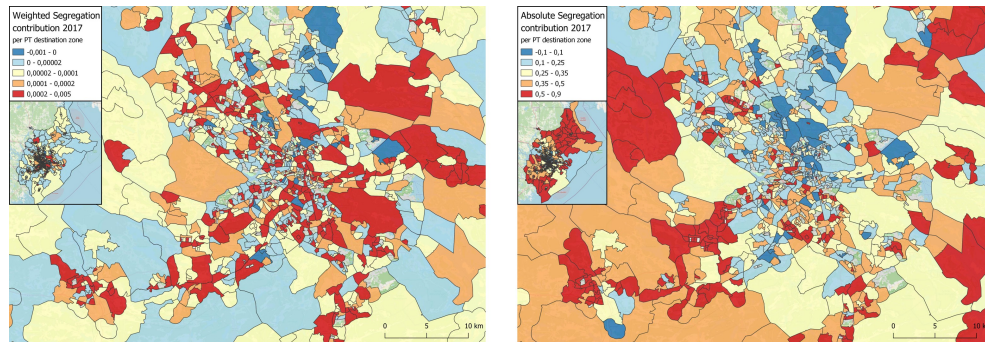 Weighted Segregation
contribution 2017
per PT destination zone
-0,001 - 0
0 - 0,00002
0,00002 - 0,0001
0,0001 - 0,0002
0,0002 - 0,005
0 5 10 km
Absolute Segregation
contribution 2017
per PT destination zone
-0,1 - 0,1
0,1 - 0,25
0,25 - 0,35
0,35 - 0,5
0,5 - 0,9
0 5 10 km